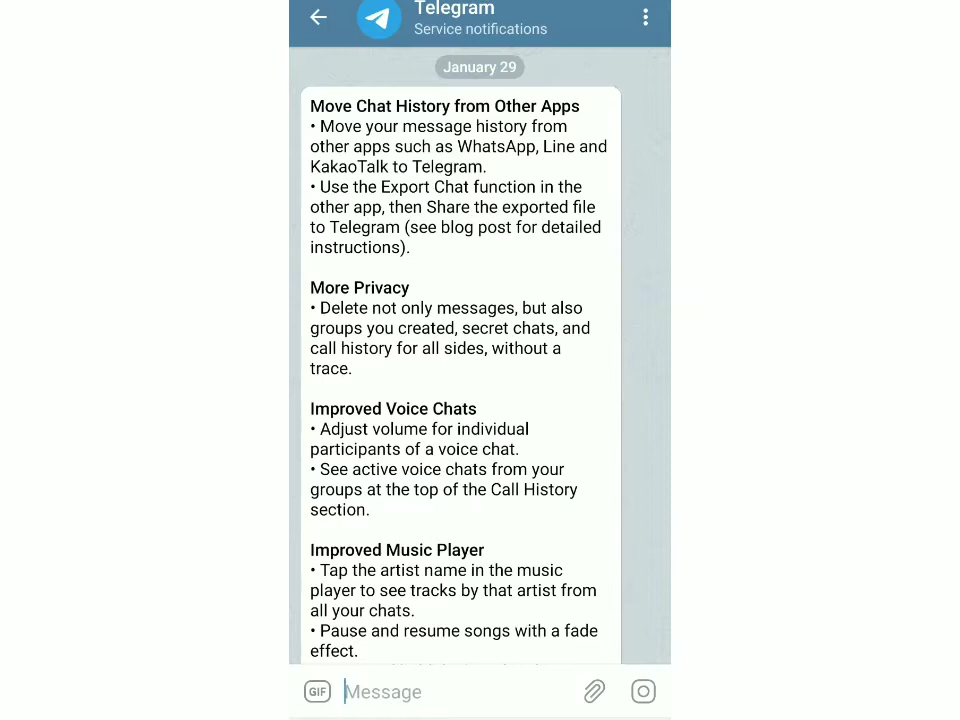 Telegram
Service notifications
January 29
Move Chat History from Other Apps
• Move your message history from
other apps such as WhatsApp, Line and
KakaoTalk to Telegram.
• Use the Export Chat function in the
other app, then Share the exported file
to Telegram (see blog post for detailed
instructions).
More Privacy
• Delete not only messages, but also
groups you created, secret chats, and
call history for all sides, without a
trace.
Improved Voice Chats
• Adjust volume for individual
participants of a voice chat.
• See active voice chats from your
groups at the top of the Call History
section.
Improved Music Player
• Tap the artist name in the music
player to see tracks by that artist from
all your chats.
• Pause and resume songs with a fade
effect.
GIF
Message